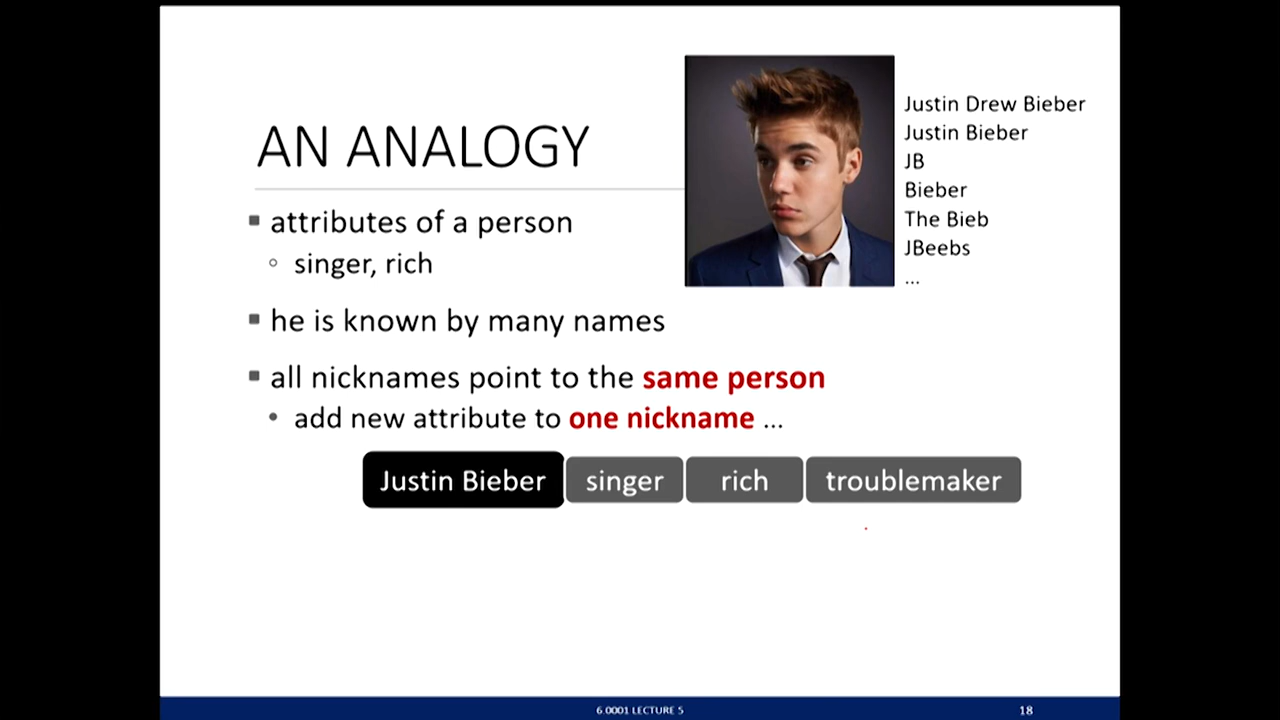 AN ANALOGY
Justin Drew Bieber
Justin Bieber
JB
Bieber
The Bieb
JBeebs
...
attributes of a person
singer, rich
he is known by many names
all nicknames point to the same person
add new attribute to one nickname ...
Justin Bieber singer rich troublemaker
6.0001 LECTURE 5
18